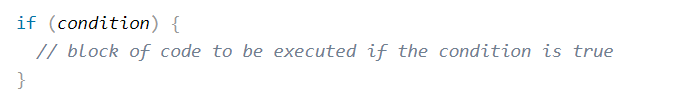 if (condition) {
  // block of code to be executed if the condition is true
}